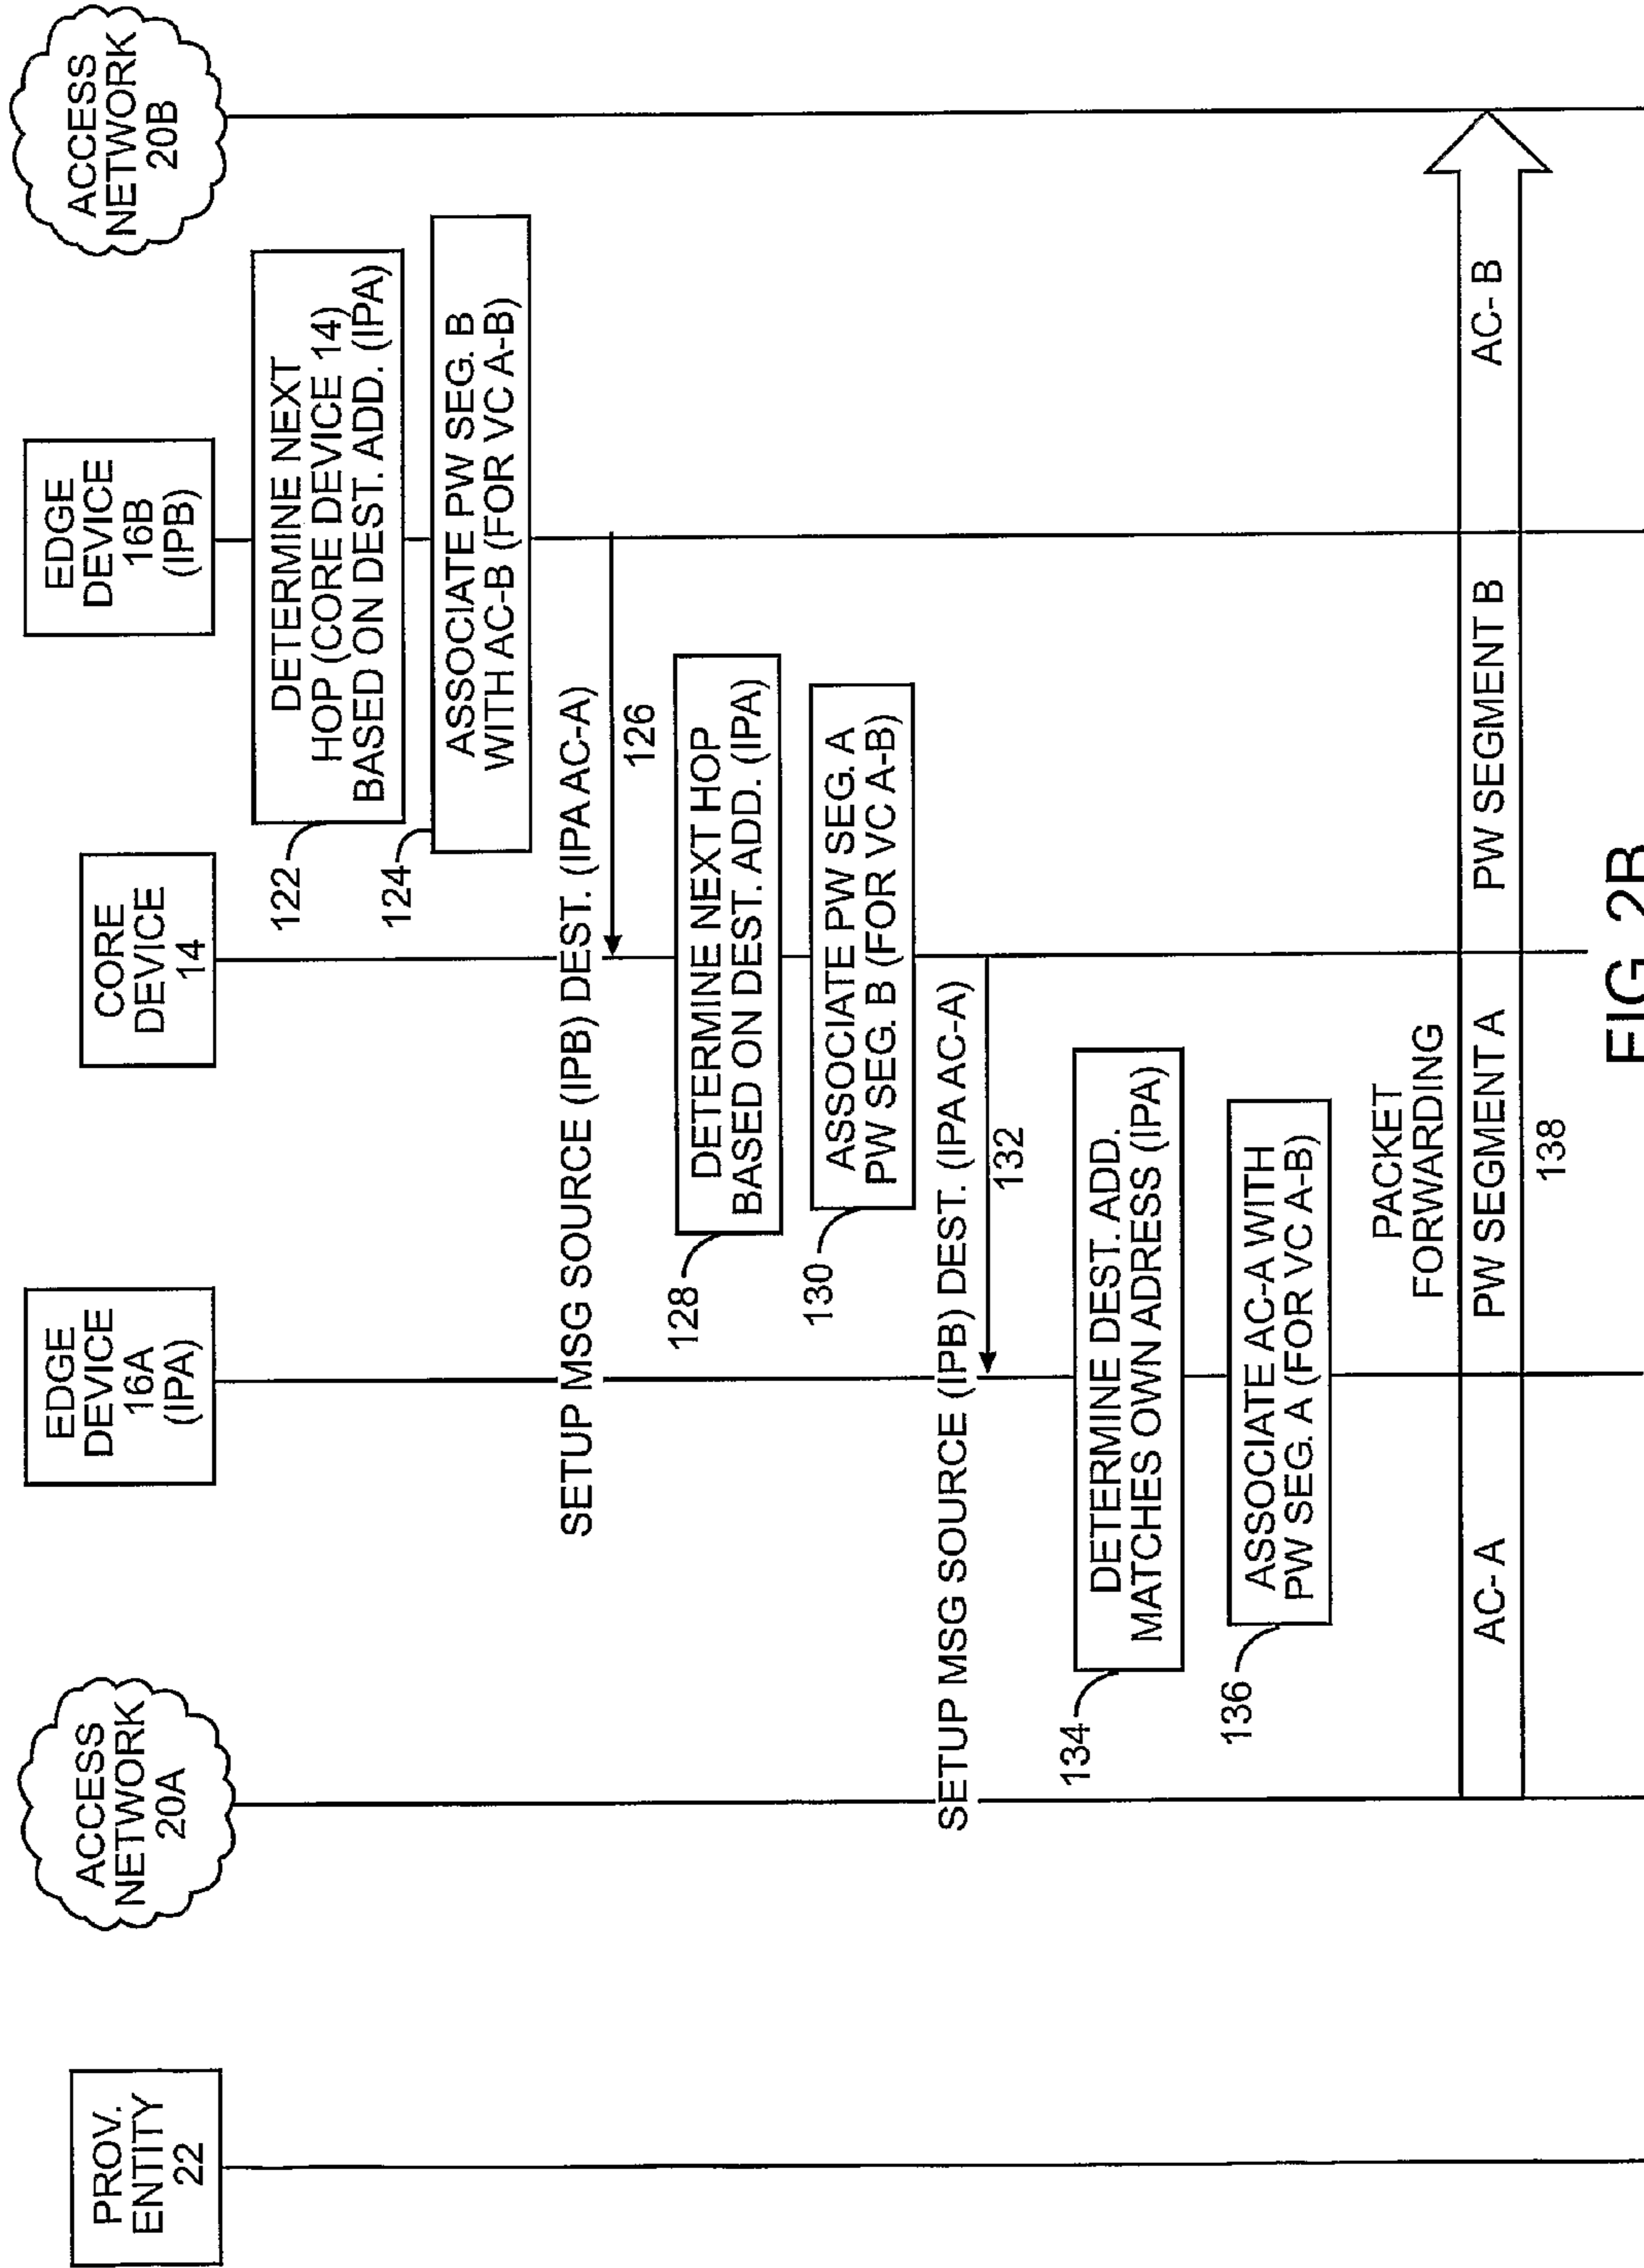 PROV.
ENTITY
22
ACCESS
NETWORK
20A
EDGE
DEVICE
16A
(IPA)
CORE
DEVICE
14
EDGE
DEVICE
16B
(IPB)
ACCESS
NETWORK
20B
122
DETERMINE NEXT
HOP (CORE DEVICE 14)
BASED ON DEST. ADD. (IPA)
124
ASSOCIATE PW SEG. B
WITH AC-B (FOR VC A-B)
SETUP MSG SOURCE (IPB) DEST. (IPA AC-A)
126
128
DETERMINE NEXT HOP
BASED ON DEST. ADD. (IPA)
130
ASSOCIATE PW SEG. A
PW SEG. B (FOR VC A-B)
SETUP MSG SOURCE (IPB) DEST. (IPA AC-A)
132
134
DETERMINE DEST. ADD.
MATCHES OWN ADRESS (IPA)
136
ASSOCIATE AC-A WITH
PW SEG. A (FOR VC A-B)
PACKET
FORWARDING
AC- A PW SEGMENT A PW SEGMENT B AC- B
138
FIG. 2B